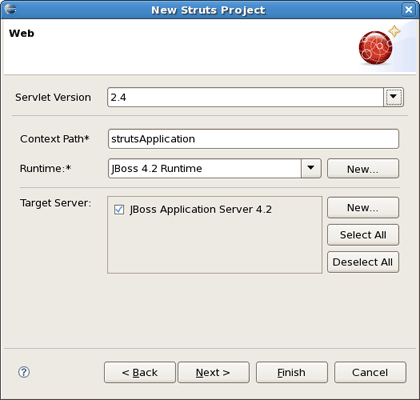 New Struts Project
Web
Servlet Version 2.4
Context Path* strutsApplication
Runtime:* JBoss 4.2 Runtime New...
Target Server: JBoss Application Server 4.2 New...
Select All
Deselect All
? < Back Next > Finish Cancel